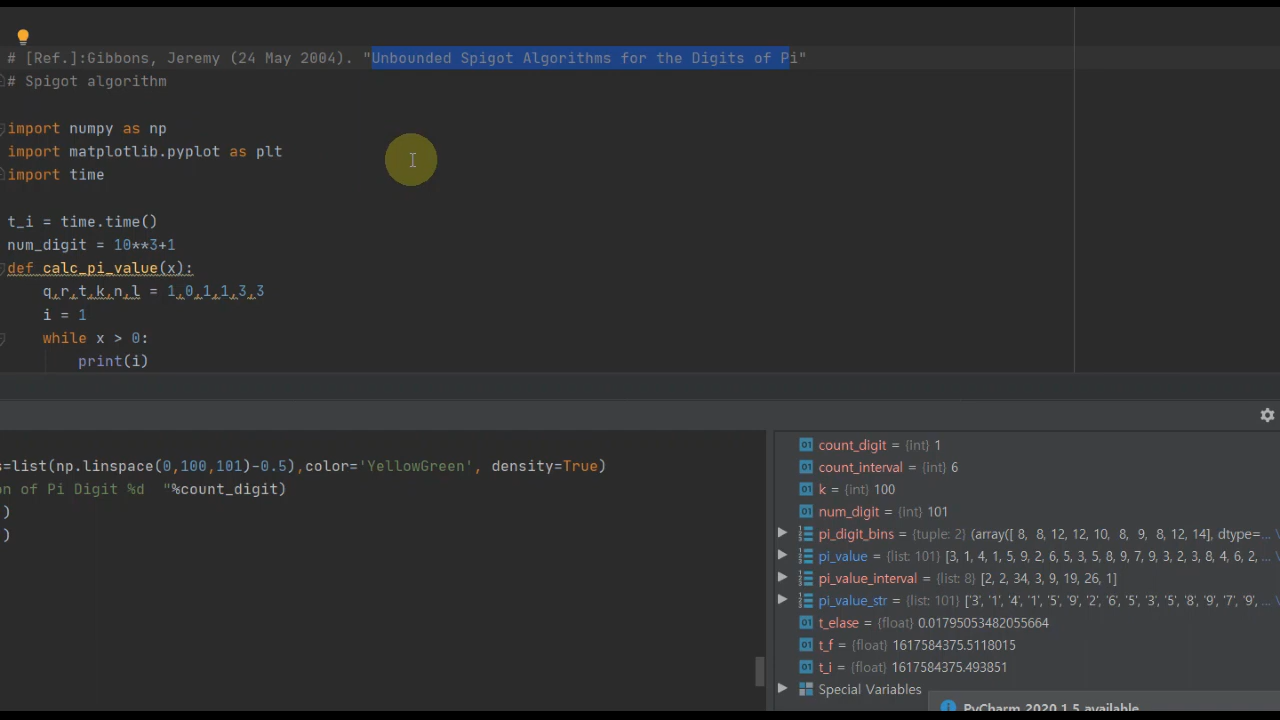 # [Ref.]:Gibbons, Jeremy (24 May 2004). "Unbounded Spigot Algorithms for the Digits of Pi"
# Spigot algorithm
import numpy as np
import matplotlib.pyplot as plt
import time
t_i = time.time()
num_digit = 10**3+1
def calc_pi_value(x):
q,r,t,k,n,l = 1,0,1,1,3,3
i = 1
while x > 0:
print(i)
s=list(np.linspace(0,100,101)-0.5),color='YellowGreen', density=True)
on of Pi Digit %d  "%count_digit)
)
)
count_digit = {int} 1
count_interval = {int} 6
k = {int} 100
num_digit = {int} 101
pi_digit_bins = {tuple: 2} (array([ 8,  8, 12, 12, 10,  8,  9,  8, 12, 14], dtype=...
pi_value = {list: 101} [3, 1, 4, 1, 5, 9, 2, 6, 5, 3, 5, 8, 9, 7, 9, 3, 2, 3, 8, 4, 6, 2, ...
pi_value_interval = {list: 8} [2, 2, 34, 3, 9, 19, 26, 1]
pi_value_str = {list: 101} ['3', '1', '4', '1', '5', '9', '2', '6', '5', '3', '5', '8', '9', '7', '9', ...
t_elase = {float} 0.01795053482055664
t_f = {float} 1617584375.5118015
t_i = {float} 1617584375.493851
Special Variables
PyCharm 2020.1.5 available